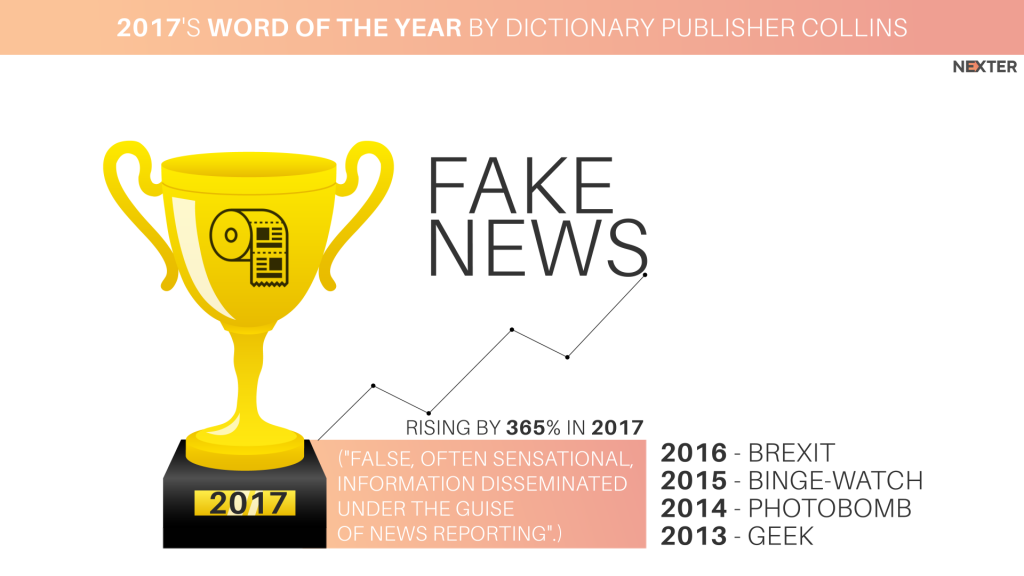 2017'S WORD OF THE YEAR BY DICTIONARY PUBLISHER COLLINS
NEXTER
FAKE
NEWS
RISING BY 365% IN 2017
("FALSE, OFTEN SENSATIONAL,
INFORMATION DISSEMINATED
UNDER THE GUISE
OF NEWS REPORTING".)
2017
2016 - BREXIT
2015 - BINGE-WATCH
2014 - PHOTOBOMB
2013 - GEEK